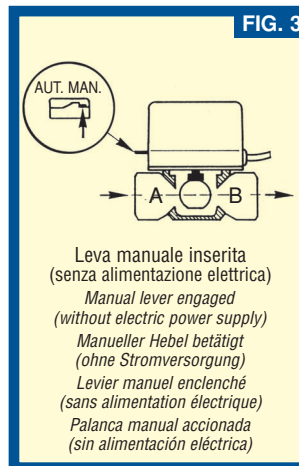 FIG. 3
AUT. MAN.
A B
Leva manuale inserita
(senza alimentazione elettrica)
Manual lever engaged
(without electric power supply)
Manueller Hebel betätigt
(ohne Stromversorgung)
Levier manuel enclenché
(sans alimentation électrique)
Palanca manual accionada
(sin alimentación eléctrica)